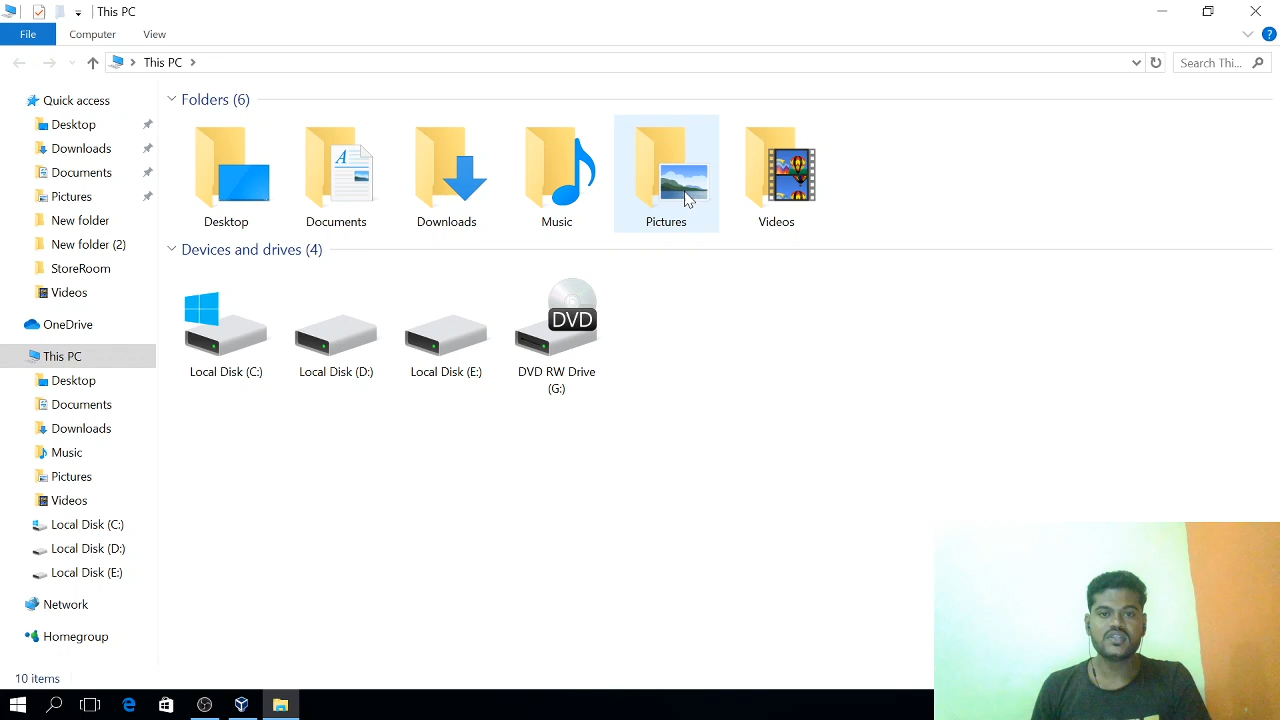 This PC
File
Computer
View
This PC
Search Thi...
Quick access
Desktop
Downloads
Documents
Pictures
New folder
New folder (2)
StoreRoom
Videos
OneDrive
This PC
Desktop
Documents
Downloads
Music
Pictures
Videos
Local Disk (C:)
Local Disk (D:)
Local Disk (E:)
Network
Homegroup
Folders (6)
Desktop
Documents
Downloads
Music
Pictures
Videos
Devices and drives (4)
DVD
Local Disk (C:)
Local Disk (D:)
Local Disk (E:)
DVD RW Drive
(G:)
10 items